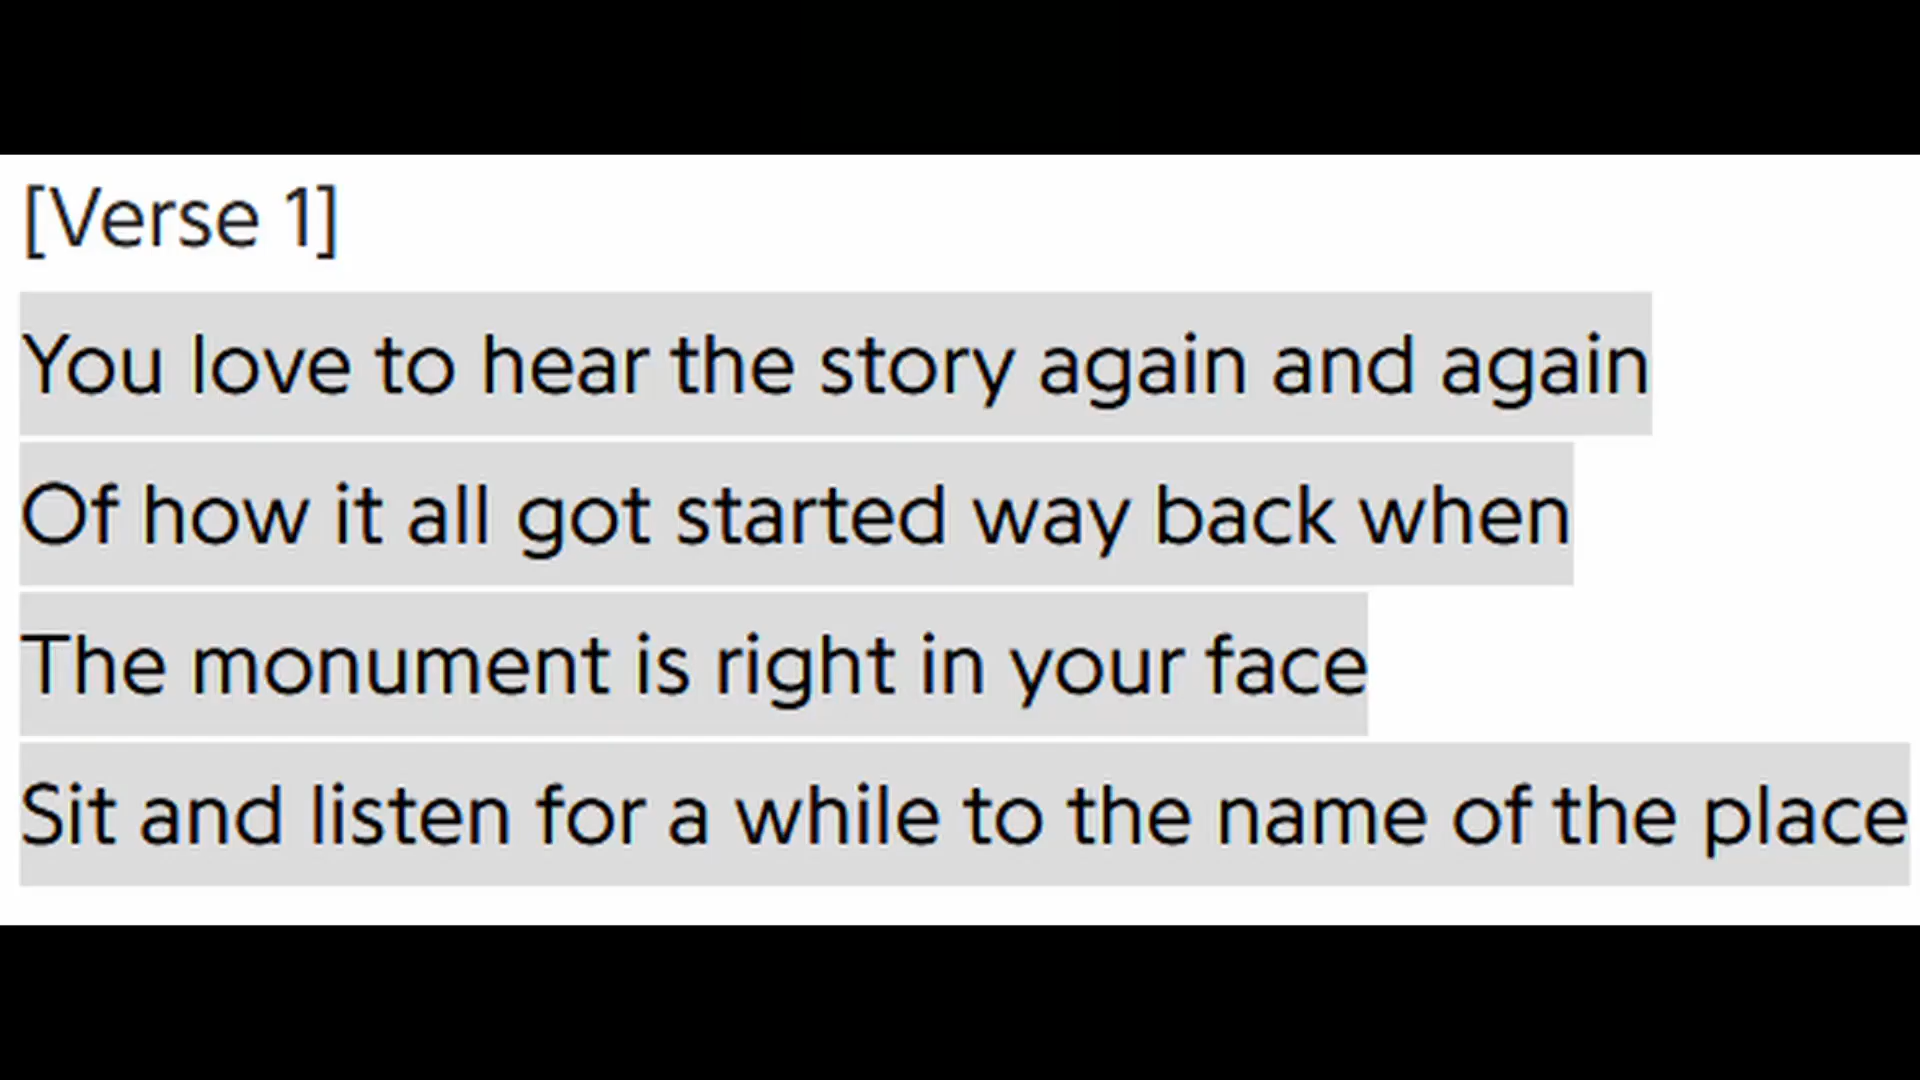 [Verse 1]
You love to hear the story again and again
Of how it all got started way back when
The monument is right in your face
Sit and listen for a while to the name of the place